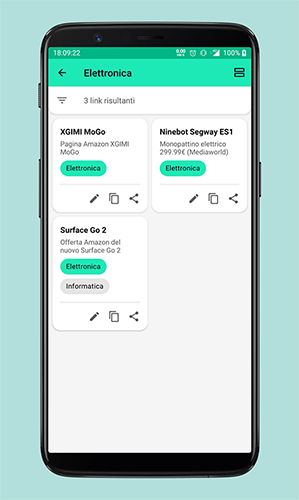 18:09:22
100%
Elettronica
3 link risultanti
XGIMI MoGo
Pagina Amazon XGIMI
MoGo
Elettronica
Ninebot Segway ES1
Monopattino elettrico
299.99€ (Mediaworld)
Elettronica
Surface Go 2
Offerta Amazon del
nuovo Surface Go 2
Elettronica
Informatica